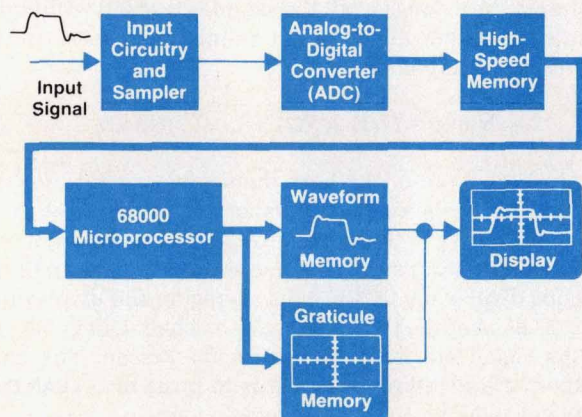 Input
Signal
Input
Circuitry
and
Sampler
Analog-to-
Digital
Converter
(ADC)
High-
Speed
Memory
68000
Microprocessor
Waveform
Memory
Graticule
Memory
Display